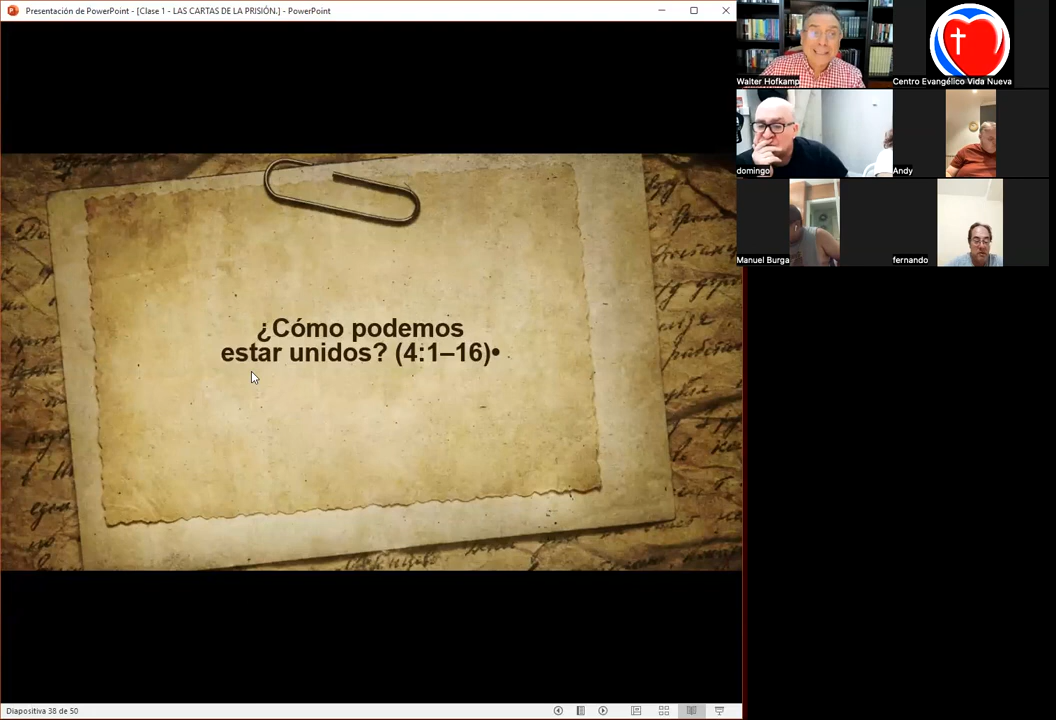 Presentación de PowerPoint - [Clase 1 - LAS CARTAS DE LA PRISIÓN.] - PowerPoint
¿Cómo podemos
estar unidos? (4:1–16)•
Walter Hofkamp
Centro Evangélico Vida Nueva
domingo
Andy
Manuel Burga
fernando
Diapositiva 38 de 50